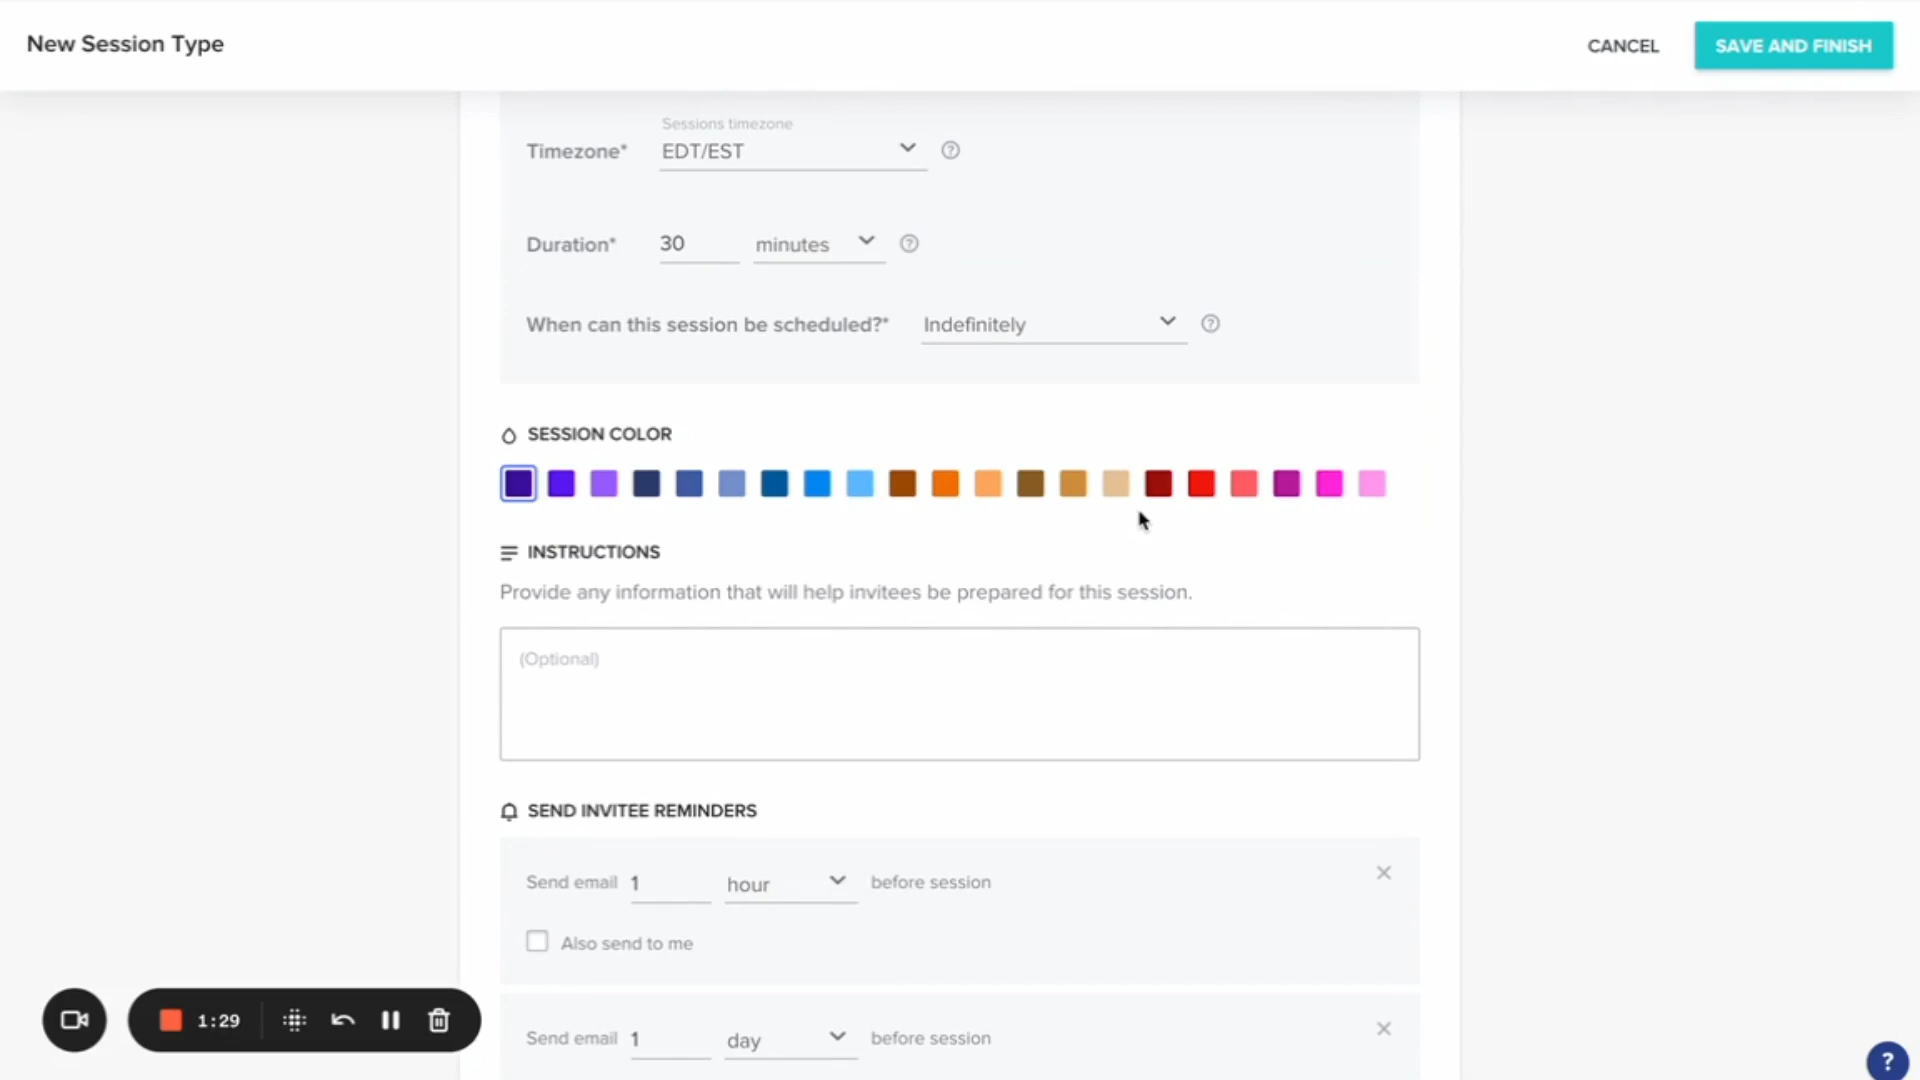 New Session Type
CANCEL
SAVE AND FINISH
Sessions timezone
Timezone* EDT/EST
Duration* 30 minutes
When can this session be scheduled?* Indefinitely
SESSION COLOR
INSTRUCTIONS
Provide any information that will help invitees be prepared for this session.
(Optional)
SEND INVITEE REMINDERS
Send email 1 hour before session
Also send to me
1:29
Send email 1 day before session
?